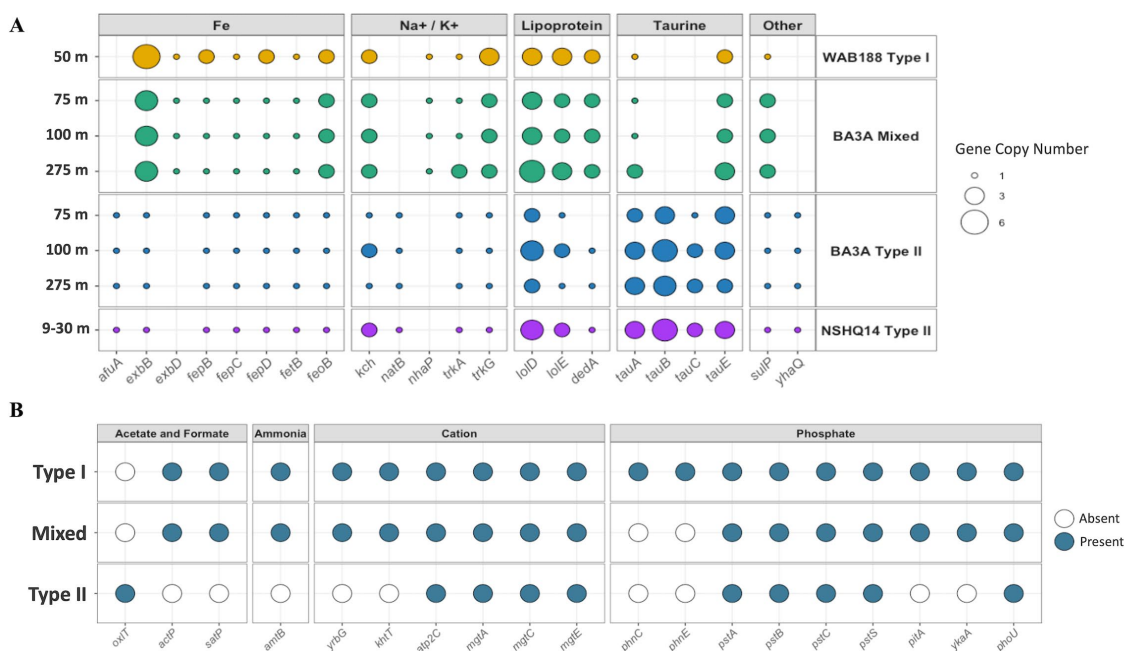 A
Fe
Na+ / K+
Lipoprotein
Taurine
Other
50 m
WAB188 Type I
75 m
100 m
275 m
BA3A Mixed
75 m
100 m
275 m
BA3A Type II
9-30 m
NSHQ14 Type II
afuA
exbB
exbD
fepB
fepC
fepD
fetB
feoB
kch
natB
nhaP
trkA
trkG
lolD
lolE
dedA
tauA
tauB
tauC
tauE
sulP
yhaQ
Gene Copy Number
1
3
6
B
Acetate and Formate
Ammonia
Cation
Phosphate
Type I
Mixed
Type II
oxlT
actP
satP
amtB
yrbG
khtT
atp2C
mgtA
mgtC
mgtE
phnC
phnE
pstA
pstB
pstC
pstS
pitA
ykaA
phoU
Absent
Present